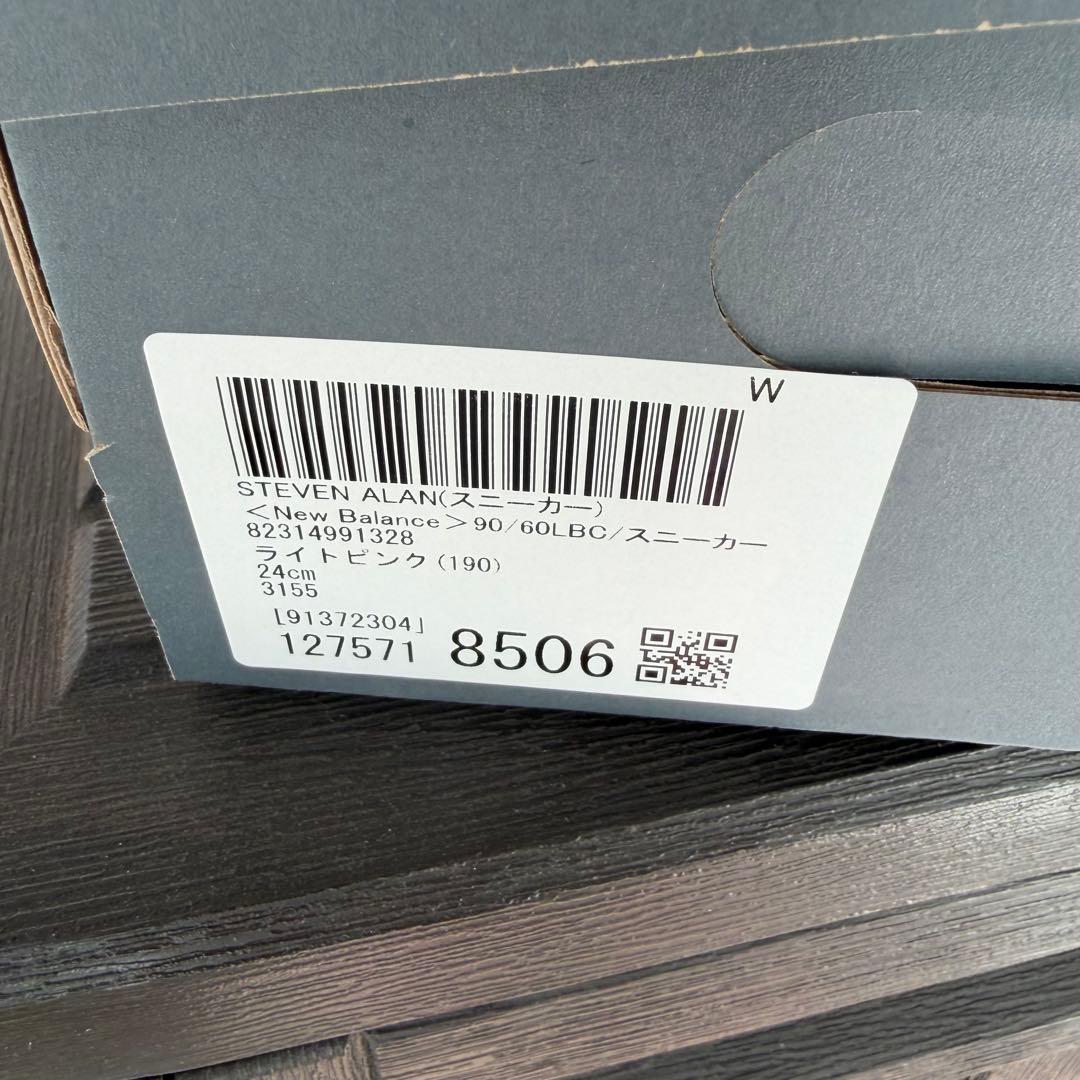 W
STEVEN ALAN(スニーカー)
＜New Balance＞90/60LBC/スニーカー
82314991328
ライトピンク(190)
24cm
3155
[91372304]
127571 8506